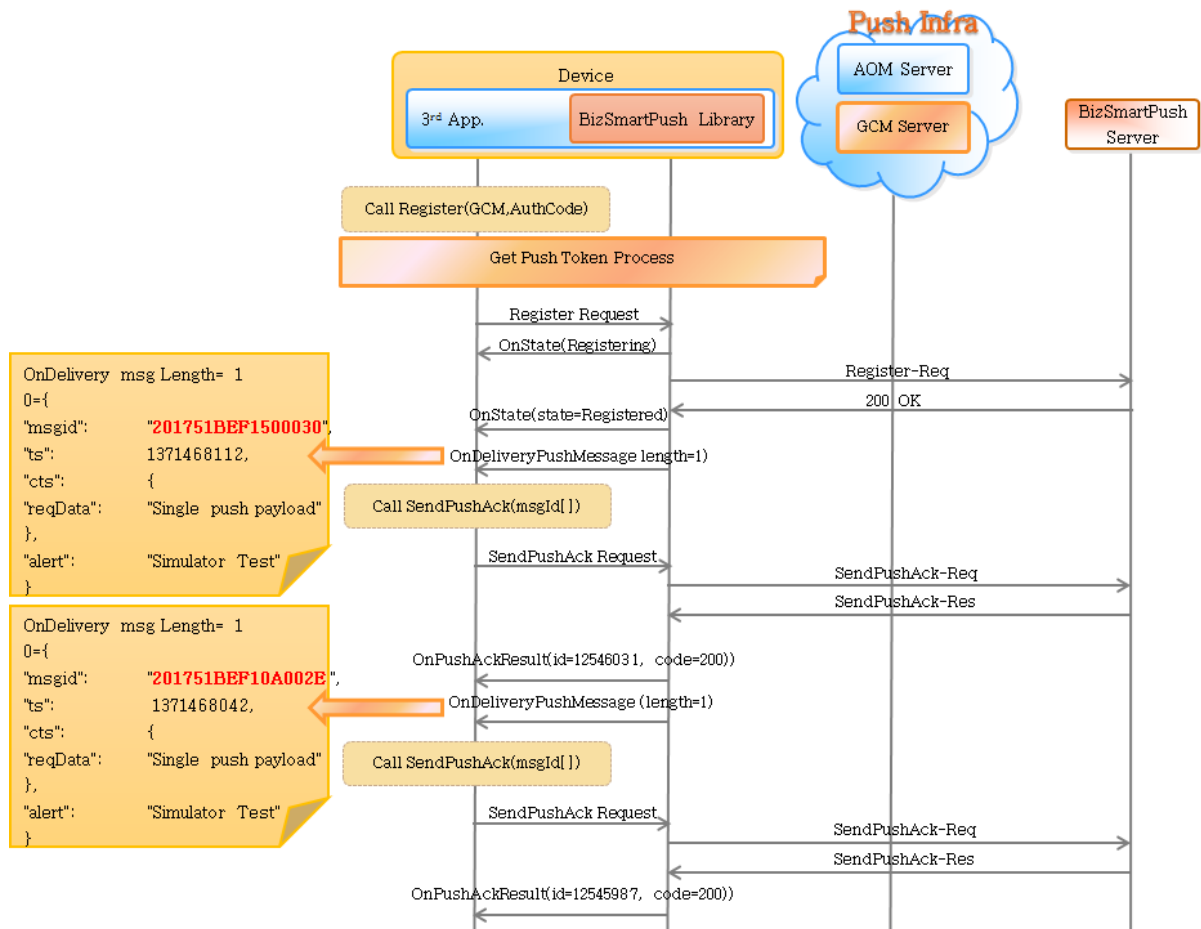 Push Infra
AOM Server
GCM Server
Device
3rd App.
BizSmartPush Library
BizSmartPush
Server
Call Register(GCM,AuthCode)
Get Push Token Process
Register Request
OnState(Registering)
Register-Req
200 OK
OnState(state=Registered)
OnDeliveryPushMessage length=1)
OnDelivery msg Length= 1
0={
"msgid": "201751BEF1500030",
"ts": 1371468112,
"cts": {
"reqData": "Single push payload"
},
"alert": "Simulator Test"
}
Call SendPushAck(msgId[])
SendPushAck Request
SendPushAck-Req
SendPushAck-Res
OnPushAckResult(id=12546031, code=200))
OnDeliveryPushMessage (length=1)
OnDelivery msg Length= 1
0={
"msgid": "201751BEF10A002E",
"ts": 1371468042,
"cts": {
"reqData": "Single push payload"
},
"alert": "Simulator Test"
}
Call SendPushAck(msgId[])
SendPushAck Request
SendPushAck-Req
SendPushAck-Res
OnPushAckResult(id=12545987, code=200))